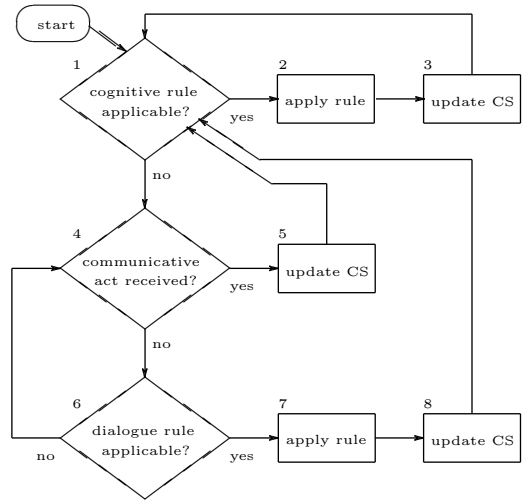 start
1
2
3
cognitive rule
applicable?
apply rule
update CS
yes
no
4
5
communicative
act received?
update CS
yes
no
6
7
8
dialogue rule
applicable?
apply rule
update CS
no
yes